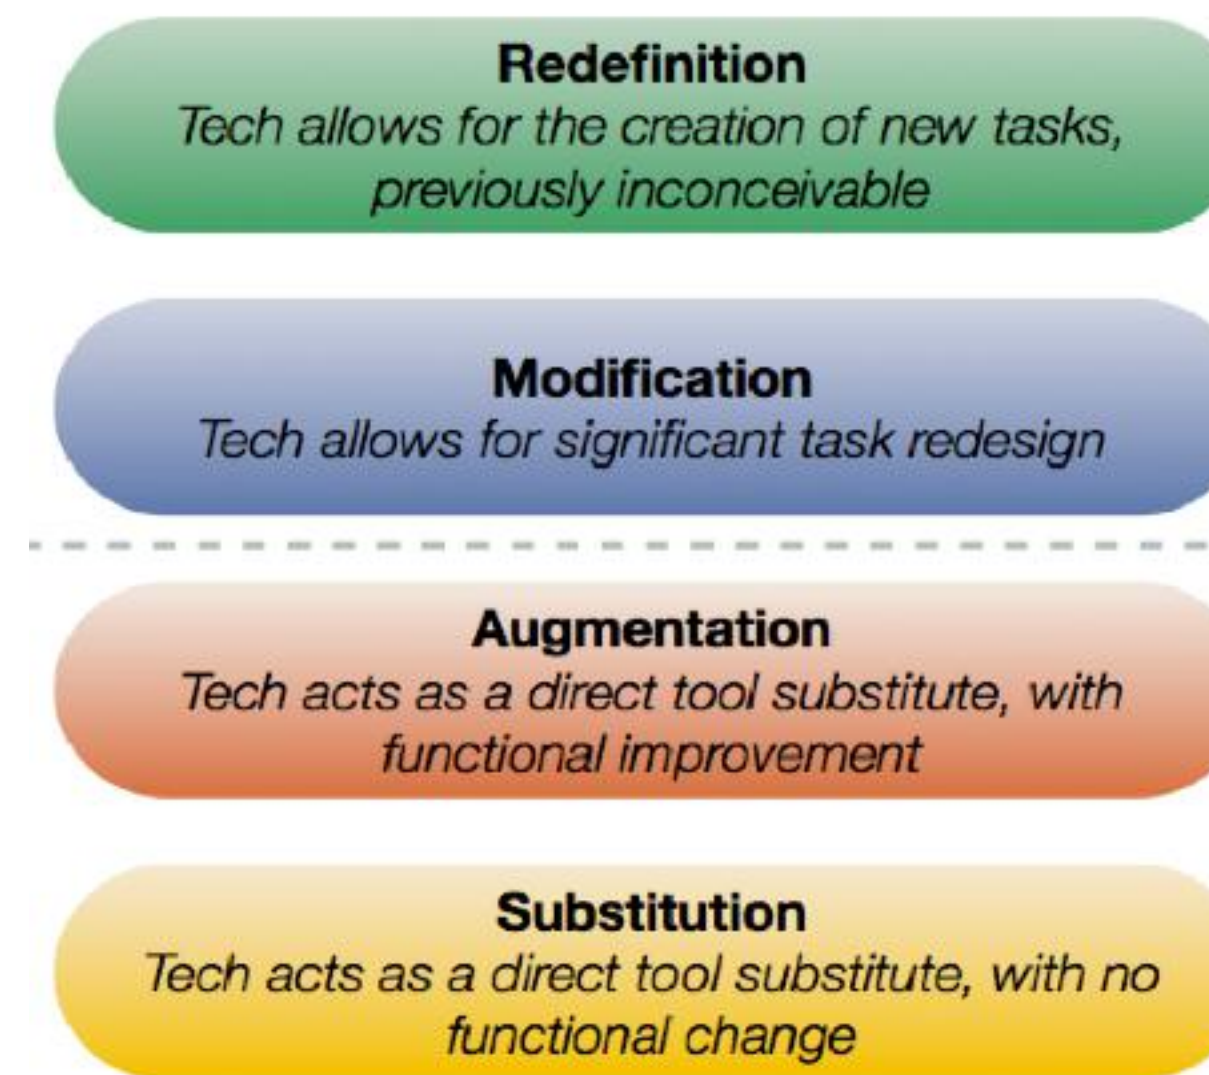 Redefinition
Tech allows for the creation of new tasks,
previously inconceivable
Modification
Tech allows for significant task redesign
Augmentation
Tech acts as a direct tool substitute, with
functional improvement
Substitution
Tech acts as a direct tool substitute, with no
functional change